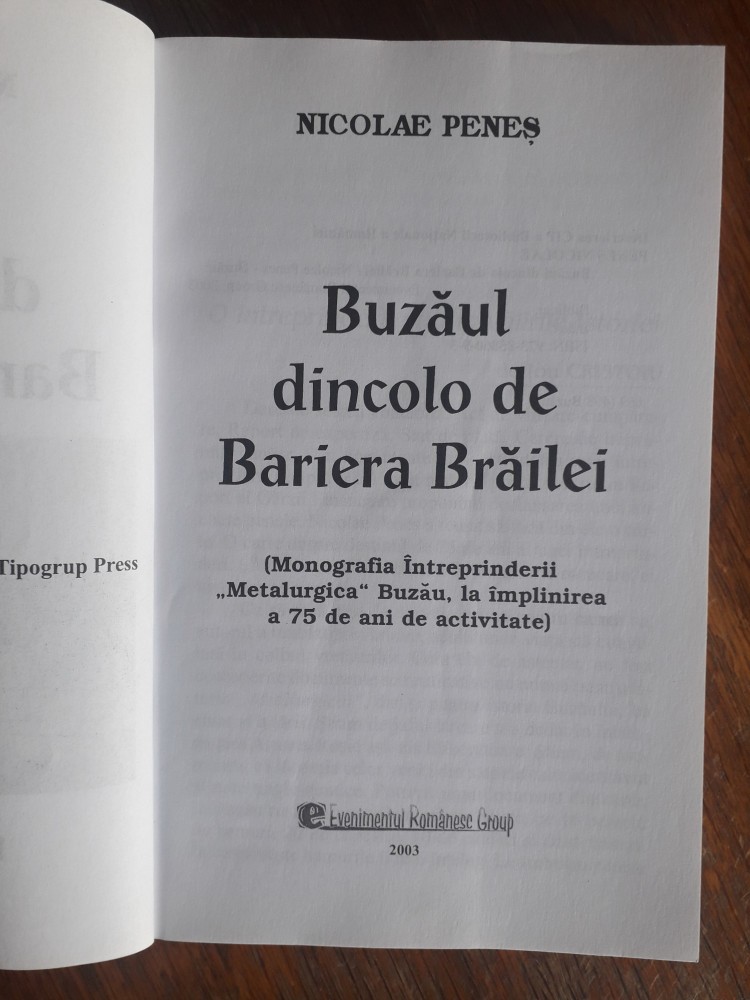 Tipogrup Press
NICOLAE PENEȘ
Buzăul
dincolo de
Bariera Brăilei
(Monografia Întreprinderii
„Metalurgica“ Buzău, la împlinirea
a 75 de ani de activitate)
e Evenimentul Românesc Group
2003